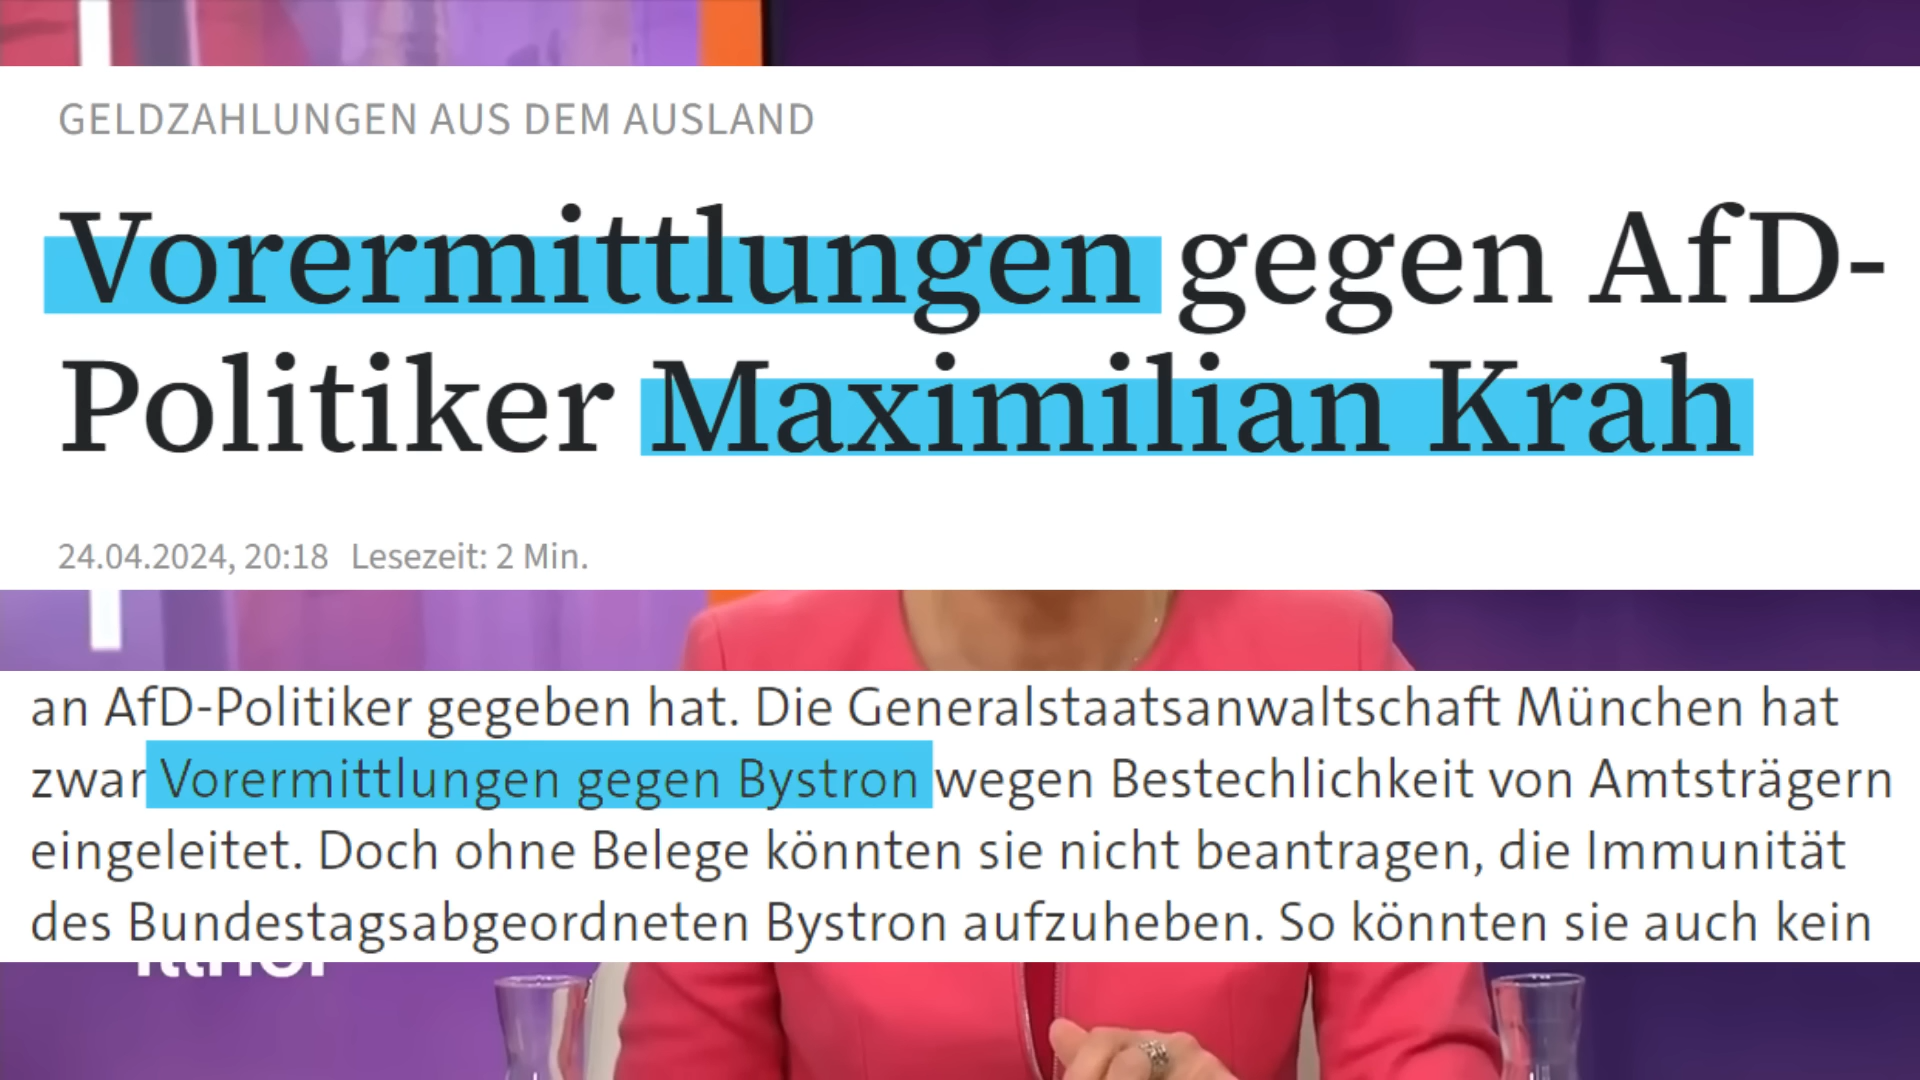 GELDZAHLUNGEN AUS DEM AUSLAND
Vorermittlungen gegen AfD-
Politiker Maximilian Krah
24.04.2024, 20:18 Lesezeit: 2 Min.
an AfD-Politiker gegeben hat. Die Generalstaatsanwaltschaft München hat
zwar Vorermittlungen gegen Bystron wegen Bestechlichkeit von Amtsträgern
eingeleitet. Doch ohne Belege könnten sie nicht beantragen, die Immunität
des Bundestagsabgeordneten Bystron aufzuheben. So könnten sie auch kein